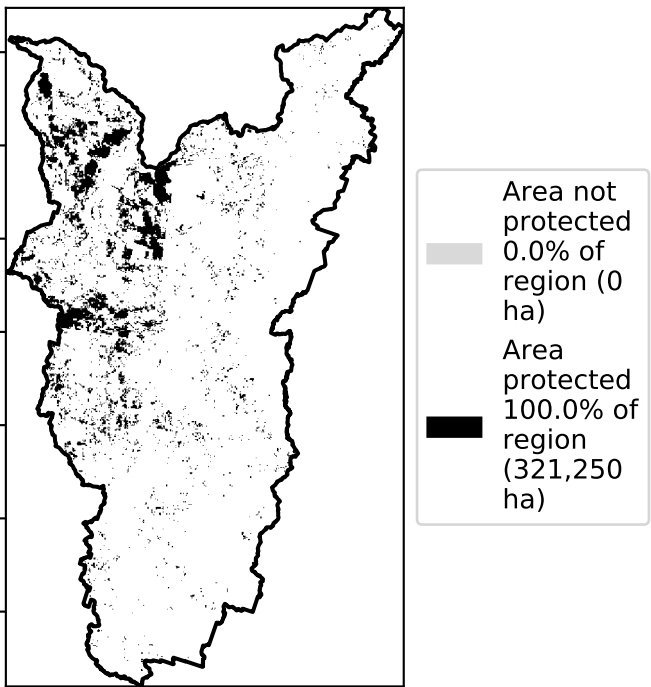 Area not
protected
0.0% of
region (0
ha)
Area
protected
100.0% of
region
(321,250
ha)